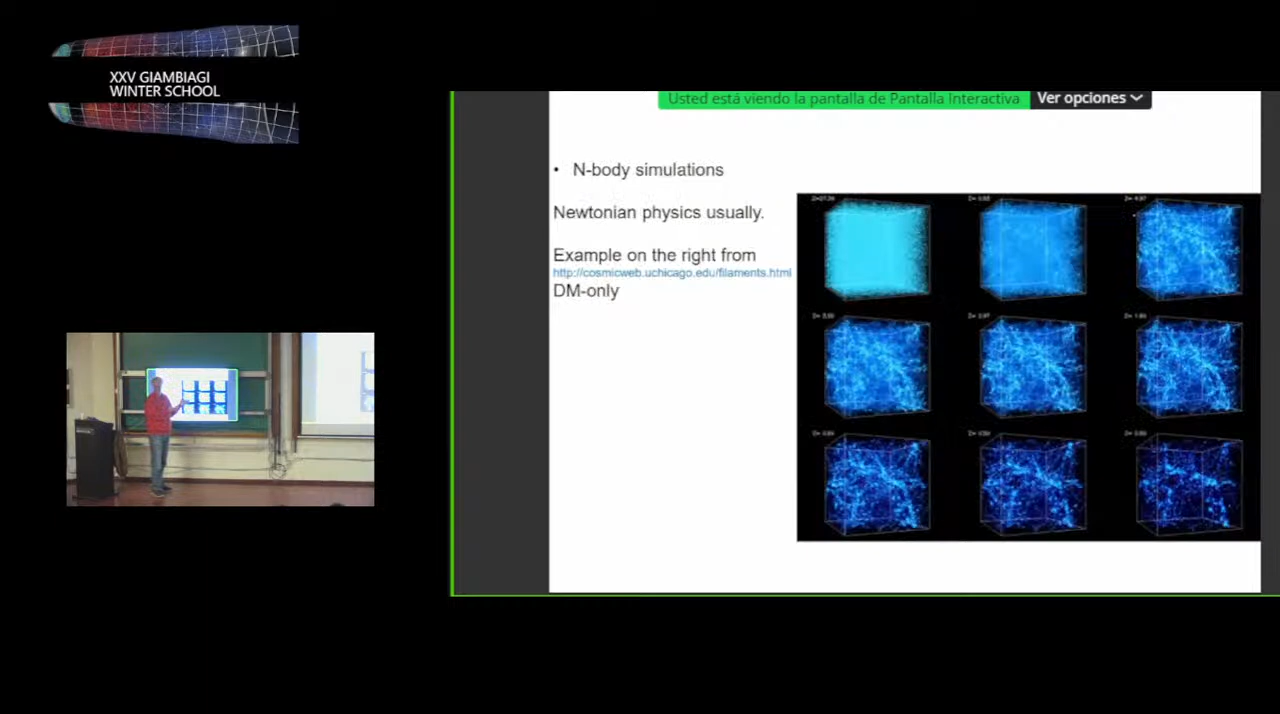 XXV GIAMBIAGI
WINTER SCHOOL
Usted está viendo la pantalla de Pantalla Interactiva Ver opciones
• N-body simulations
Newtonian physics usually.
Example on the right from
http://cosmicweb.uchicago.edu/filaments.html
DM-only